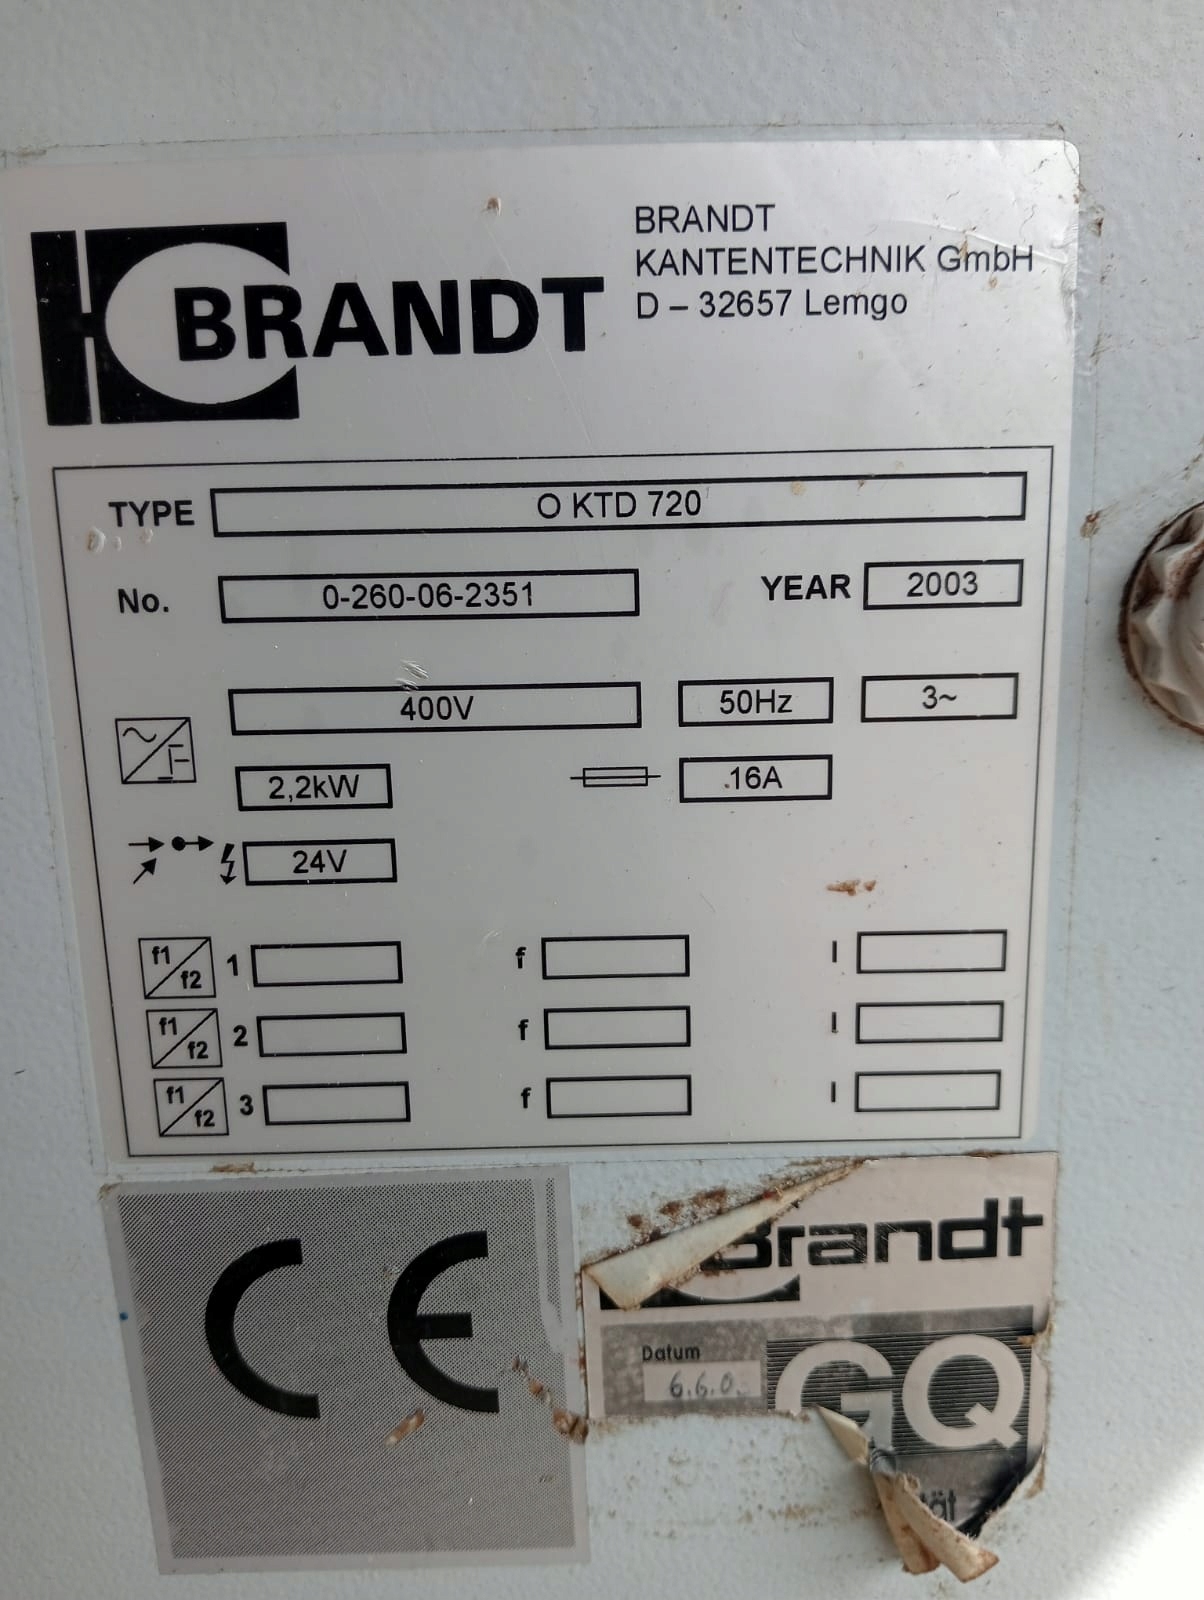 BRANDT
BRANDT
KANTENTECHNIK GmbH
D – 32657 Lemgo
TYPE O KTD 720
No. 0-260-06-2351 YEAR 2003
400V 50Hz 3~
2,2kW 16A
24V
f1 f2 1 f I
f1 f2 2 f I
f1 f2 3 f I
CE
Brandt
Datum
6.6.0
GQ